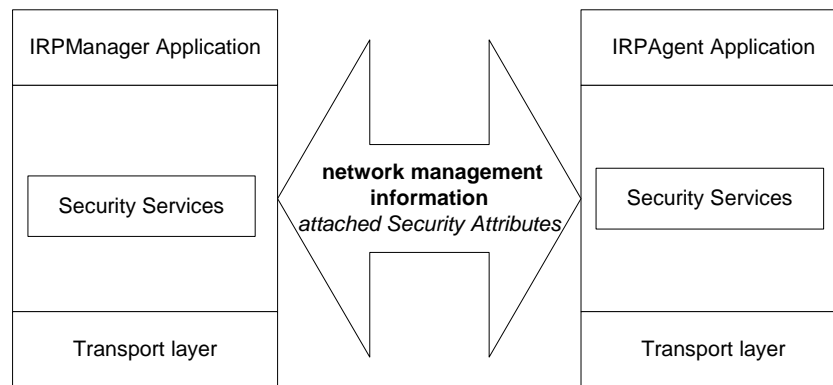 IRPManager Application
IRPAgent Application
network management
information
attached Security Attributes
Security Services
Security Services
Transport layer
Transport layer